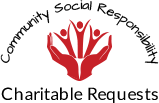 Community Social Responsibility
Charitable Requests